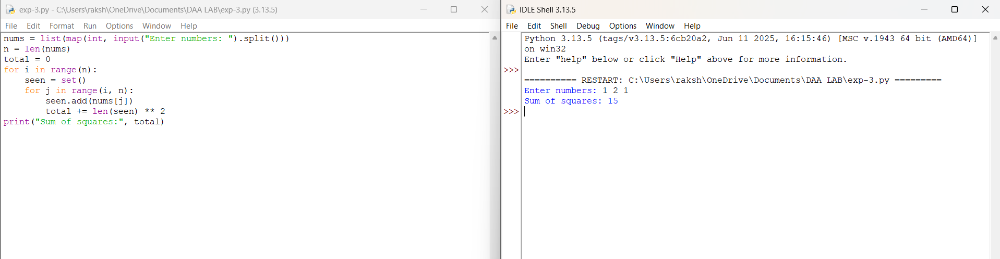 exp-3.py - C:\Users\raksh\OneDrive\Documents\DAA LAB\exp-3.py (3.13.5)
File Edit Format Run Options Window Help
nums = list(map(int, input("Enter numbers: ").split()))
n = len(nums)
total = 0
for i in range(n):
    seen = set()
    for j in range(i, n):
        seen.add(nums[j])
        total += len(seen) ** 2
print("Sum of squares:", total)
IDLE Shell 3.13.5
File Edit Shell Debug Options Window Help
Python 3.13.5 (tags/v3.13.5:6cb20a2, Jun 11 2025, 16:15:46) [MSC v.1943 64 bit (AMD64)]
on win32
Enter "help" below or click "Help" above for more information.
>>>
========== RESTART: C:\Users\raksh\OneDrive\Documents\DAA LAB\exp-3.py =========
Enter numbers: 1 2 1
Sum of squares: 15
>>>